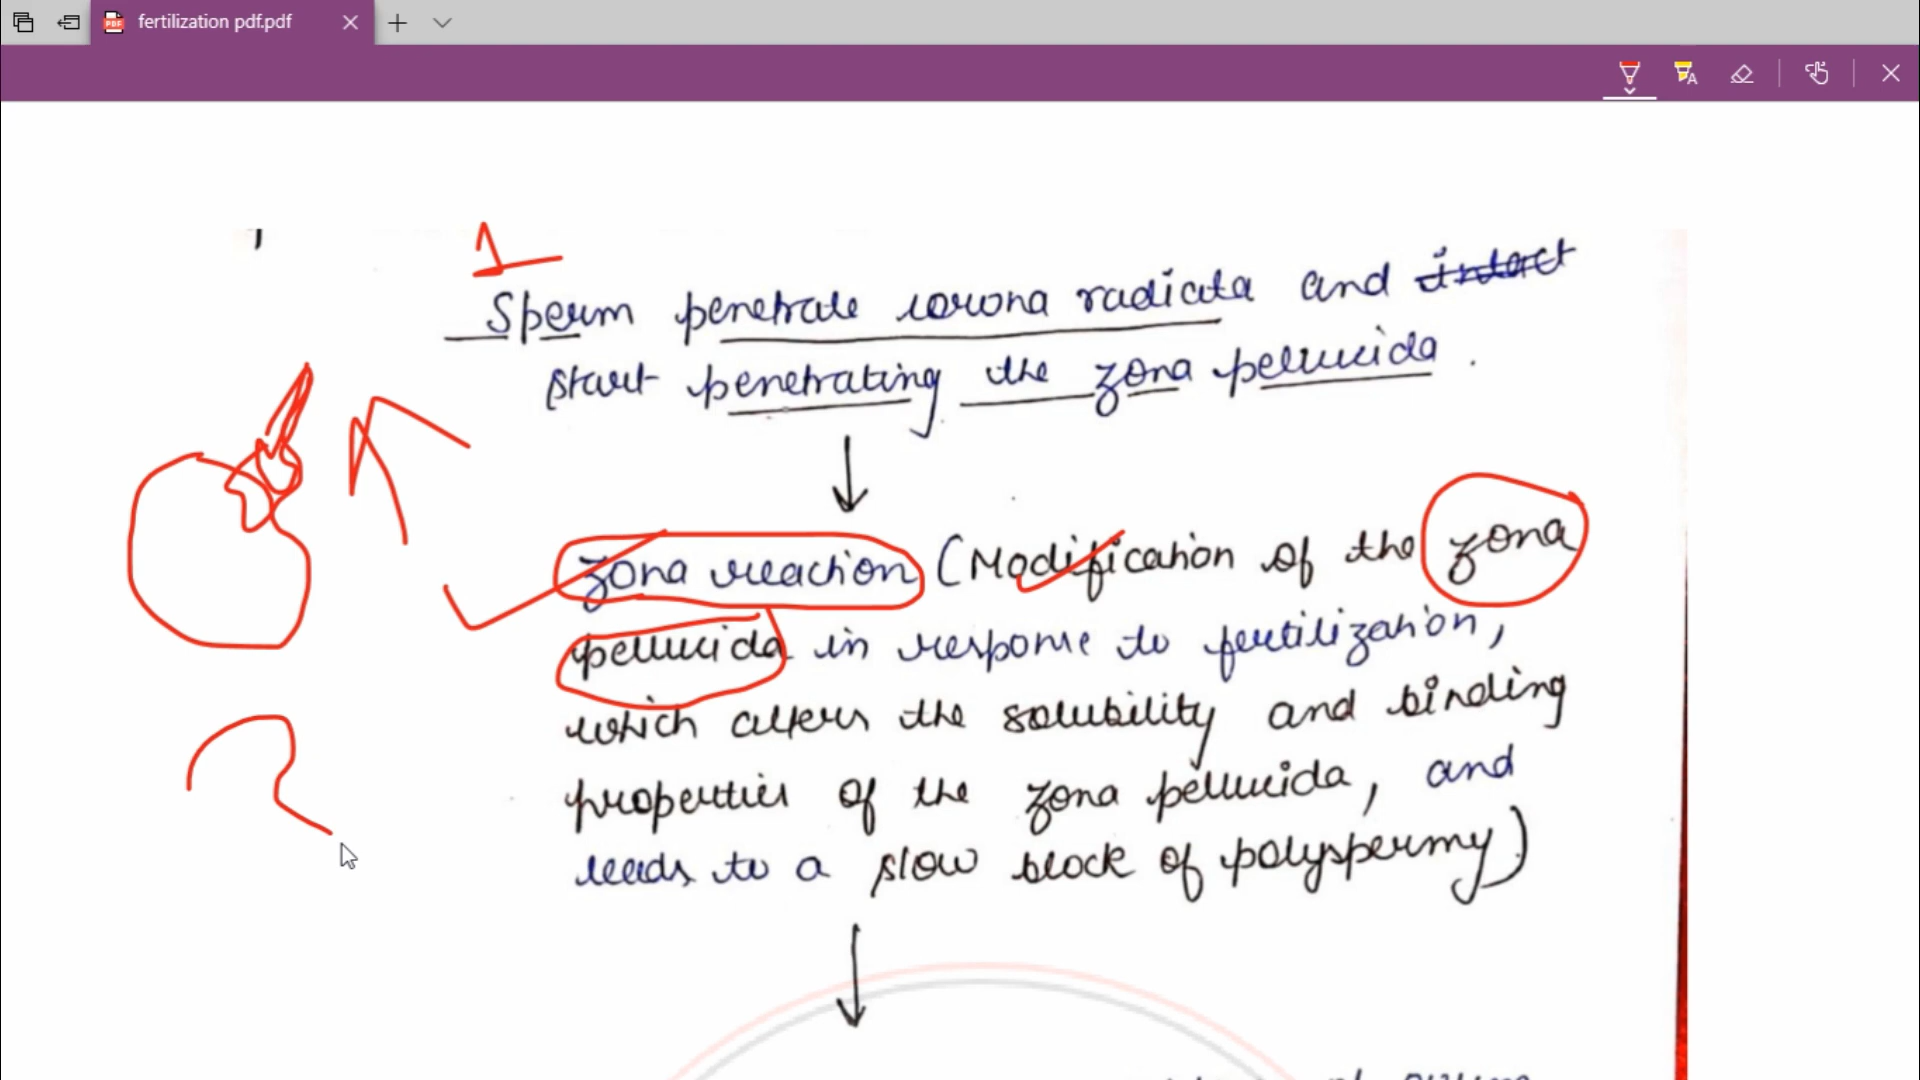 fertilization pdf.pdf
1
Sperm penetrate corona radiata and intact
start penetrating the zona pellucida .
zona reaction (Modification of the zona
pellucida in response to fertilization,
which alters the solubility and binding
properties of the zona pellucida, and
leads to a slow block of polyspermy)